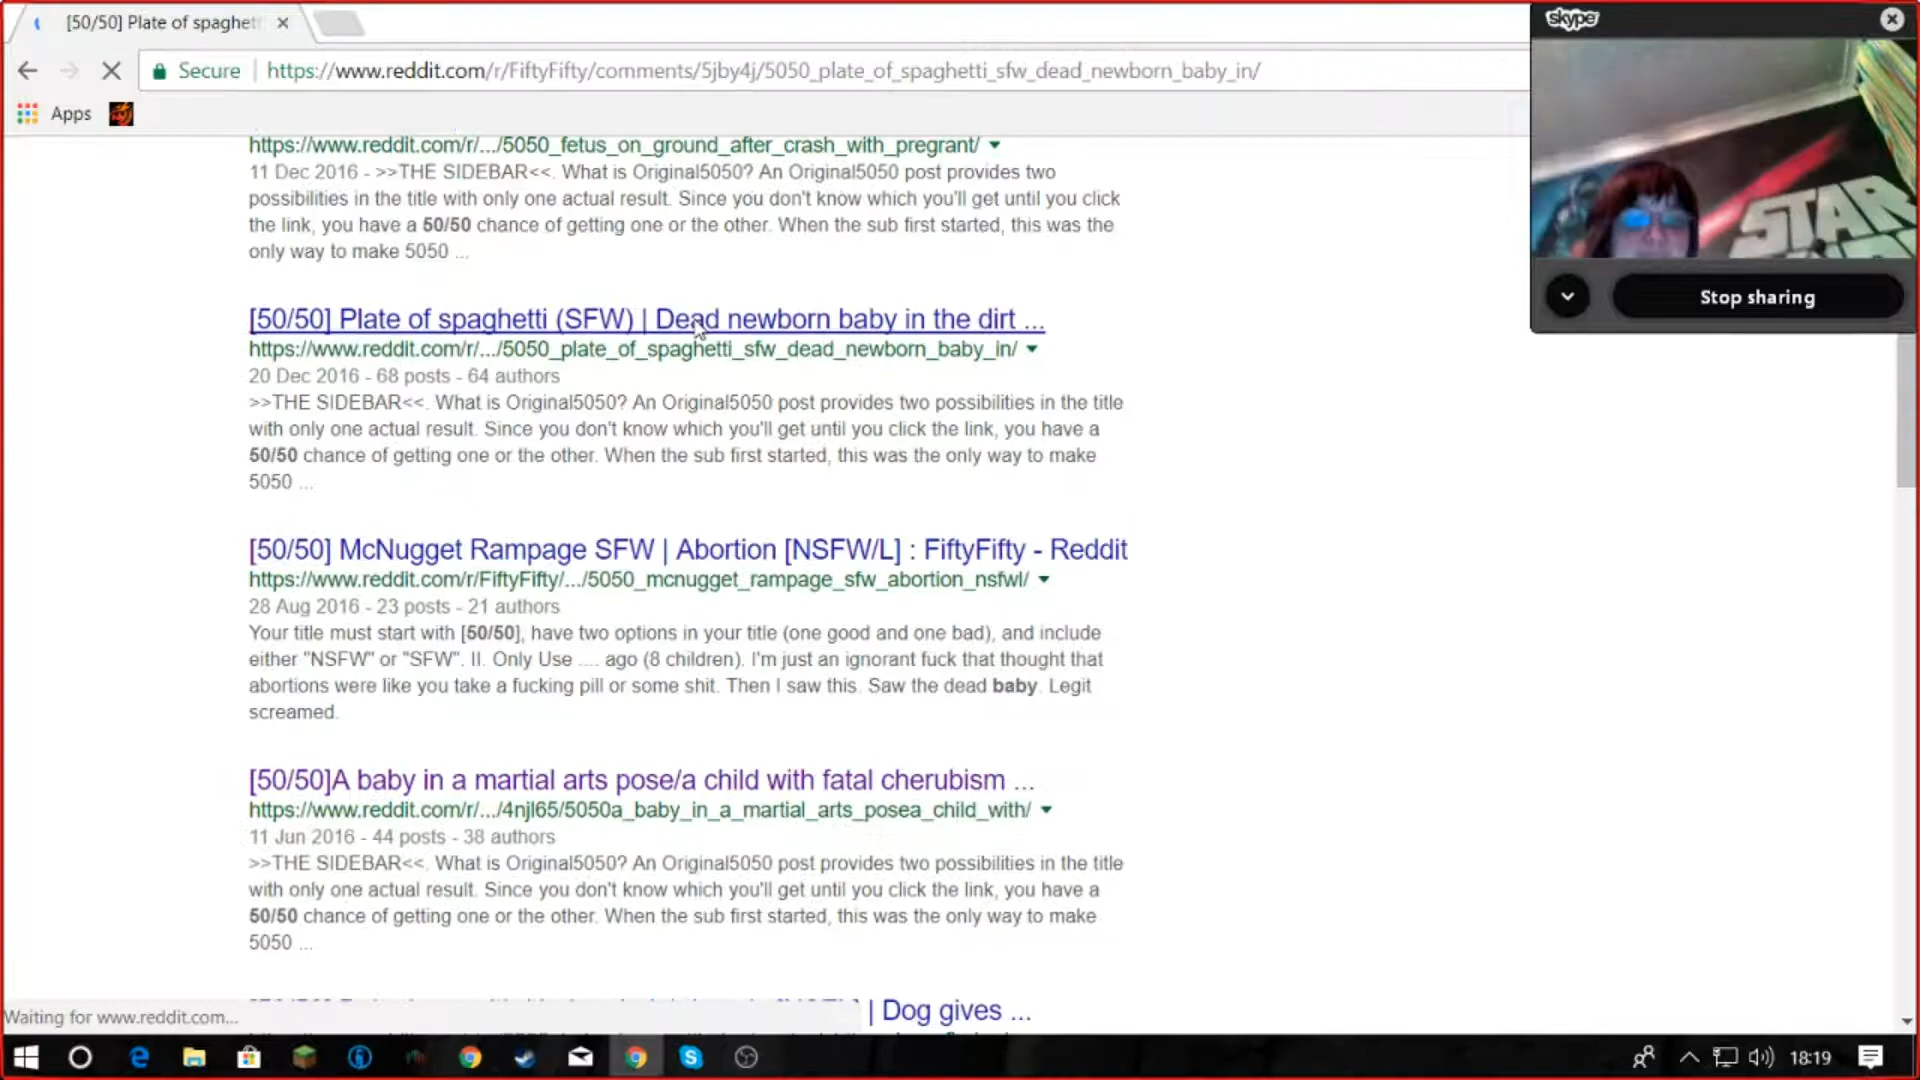 [50/50] Plate of spaghett
skype
Secure
https://www.reddit.com/r/FiftyFifty/comments/5jby4j/5050_plate_of_spaghetti_sfw_dead_newborn_baby_in/
Apps
https://www.reddit.com/r/.../5050_fetus_on_ground_after_crash_with_pregrant/
11 Dec 2016 - >>THE SIDEBAR<<. What is Original5050? An Original5050 post provides two
possibilities in the title with only one actual result. Since you don't know which you'll get until you click
the link, you have a 50/50 chance of getting one or the other. When the sub first started, this was the
only way to make 5050 ...
STAR
Stop sharing
[50/50] Plate of spaghetti (SFW) | Dead newborn baby in the dirt ...
https://www.reddit.com/r/.../5050_plate_of_spaghetti_sfw_dead_newborn_baby_in/
20 Dec 2016 - 68 posts - 64 authors
>>THE SIDEBAR<<. What is Original5050? An Original5050 post provides two possibilities in the title
with only one actual result. Since you don't know which you'll get until you click the link, you have a
50/50 chance of getting one or the other. When the sub first started, this was the only way to make
5050 ...
[50/50] McNugget Rampage SFW | Abortion [NSFW/L] : FiftyFifty - Reddit
https://www.reddit.com/r/FiftyFifty/.../5050_mcnugget_rampage_sfw_abortion_nsfwl/
28 Aug 2016 - 23 posts - 21 authors
Your title must start with [50/50], have two options in your title (one good and one bad), and include
either "NSFW" or "SFW". II. Only Use .... ago (8 children). I'm just an ignorant fuck that thought that
abortions were like you take a fucking pill or some shit. Then I saw this. Saw the dead baby. Legit
screamed.
[50/50]A baby in a martial arts pose/a child with fatal cherubism ...
https://www.reddit.com/r/.../4njl65/5050a_baby_in_a_martial_arts_posea_child_with/
11 Jun 2016 - 44 posts - 38 authors
>>THE SIDEBAR<<. What is Original5050? An Original5050 post provides two possibilities in the title
with only one actual result. Since you don't know which you'll get until you click the link, you have a
50/50 chance of getting one or the other. When the sub first started, this was the only way to make
5050 ...
| Dog gives ...
Waiting for www.reddit.com...
18:19